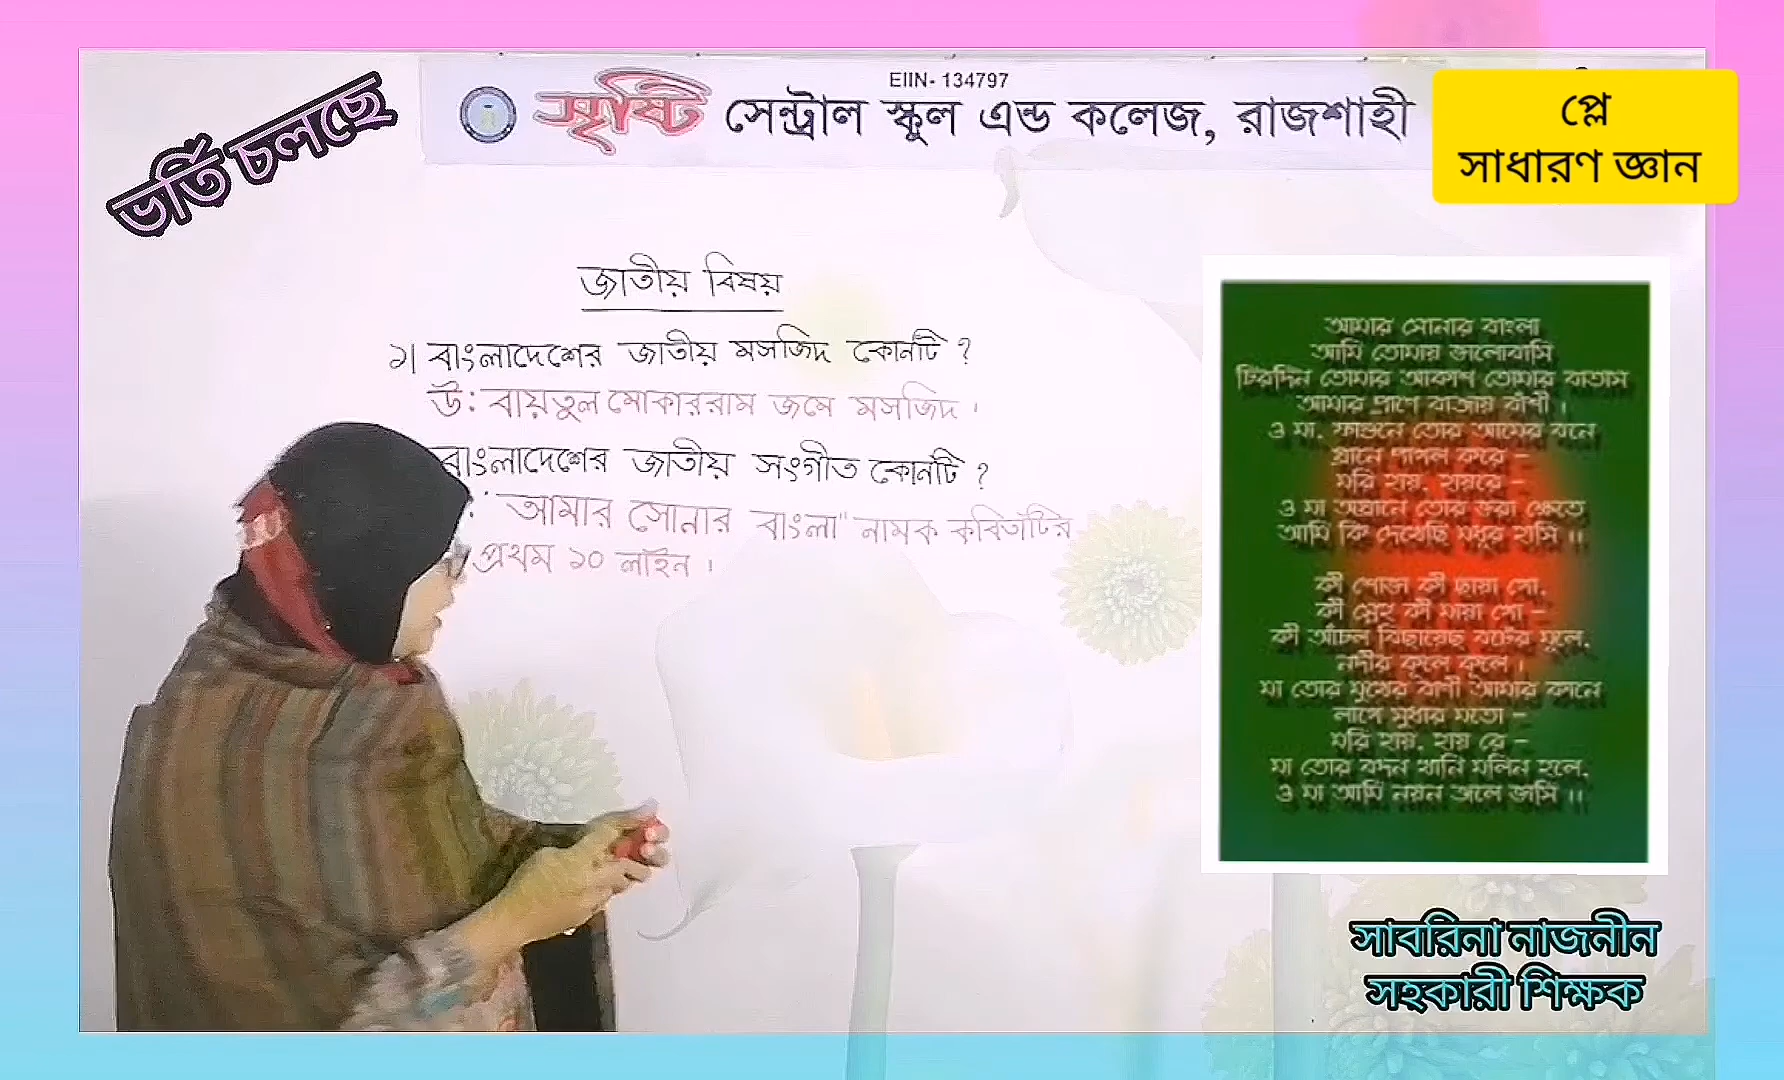 ভর্তি চলছে
EIIN- 134797
সৃষ্টি সেন্ট্রাল স্কুল এন্ড কলেজ, রাজশাহী
প্লে
সাধারণ জ্ঞান
জাতীয় বিষয়
১। বাংলাদেশের জাতীয় মসজিদ কোনটি ?
উ: বায়তুল মোকাররাম জমে মসজিদ ।
বাংলাদেশের জাতীয় সংগীত কোনটি ?
: "আমার সোনার বাংলা" নামক কবিতটির
প্রথম ১০ লাইন ।
আমার সোনার বাংলা
আমি তোমায় ভালোবাসি
চিরদিন তোমার আকাশ তোমার বাতাস
আমার প্রাণে বাজায় বাঁশী ।
ও মা, ফাগুনে তোর আমের বনে
ঘ্রানে পাগল করে –
মরি হায়, হায়রে –
ও মা অঘ্রানে তোর ভরা ক্ষেতে
আমি কি দেখেছি মধুর হাসি ।।
কী শোভা কী ছায়া গো,
কী স্নেহ কী মায়া গো –
কী আঁচল বিছায়েছ বটের মূলে,
নদীর কূলে কূলে ।
মা তোর মুখের বাণী আমার কানে
লাগে সুধার মতো –
মরি হায়, হায় রে –
মা তোর বদন খানি মলিন হলে,
ও মা আমি নয়ন জলে ভাসি ।।
সাবরিনা নাজনীন
সহকারী শিক্ষক